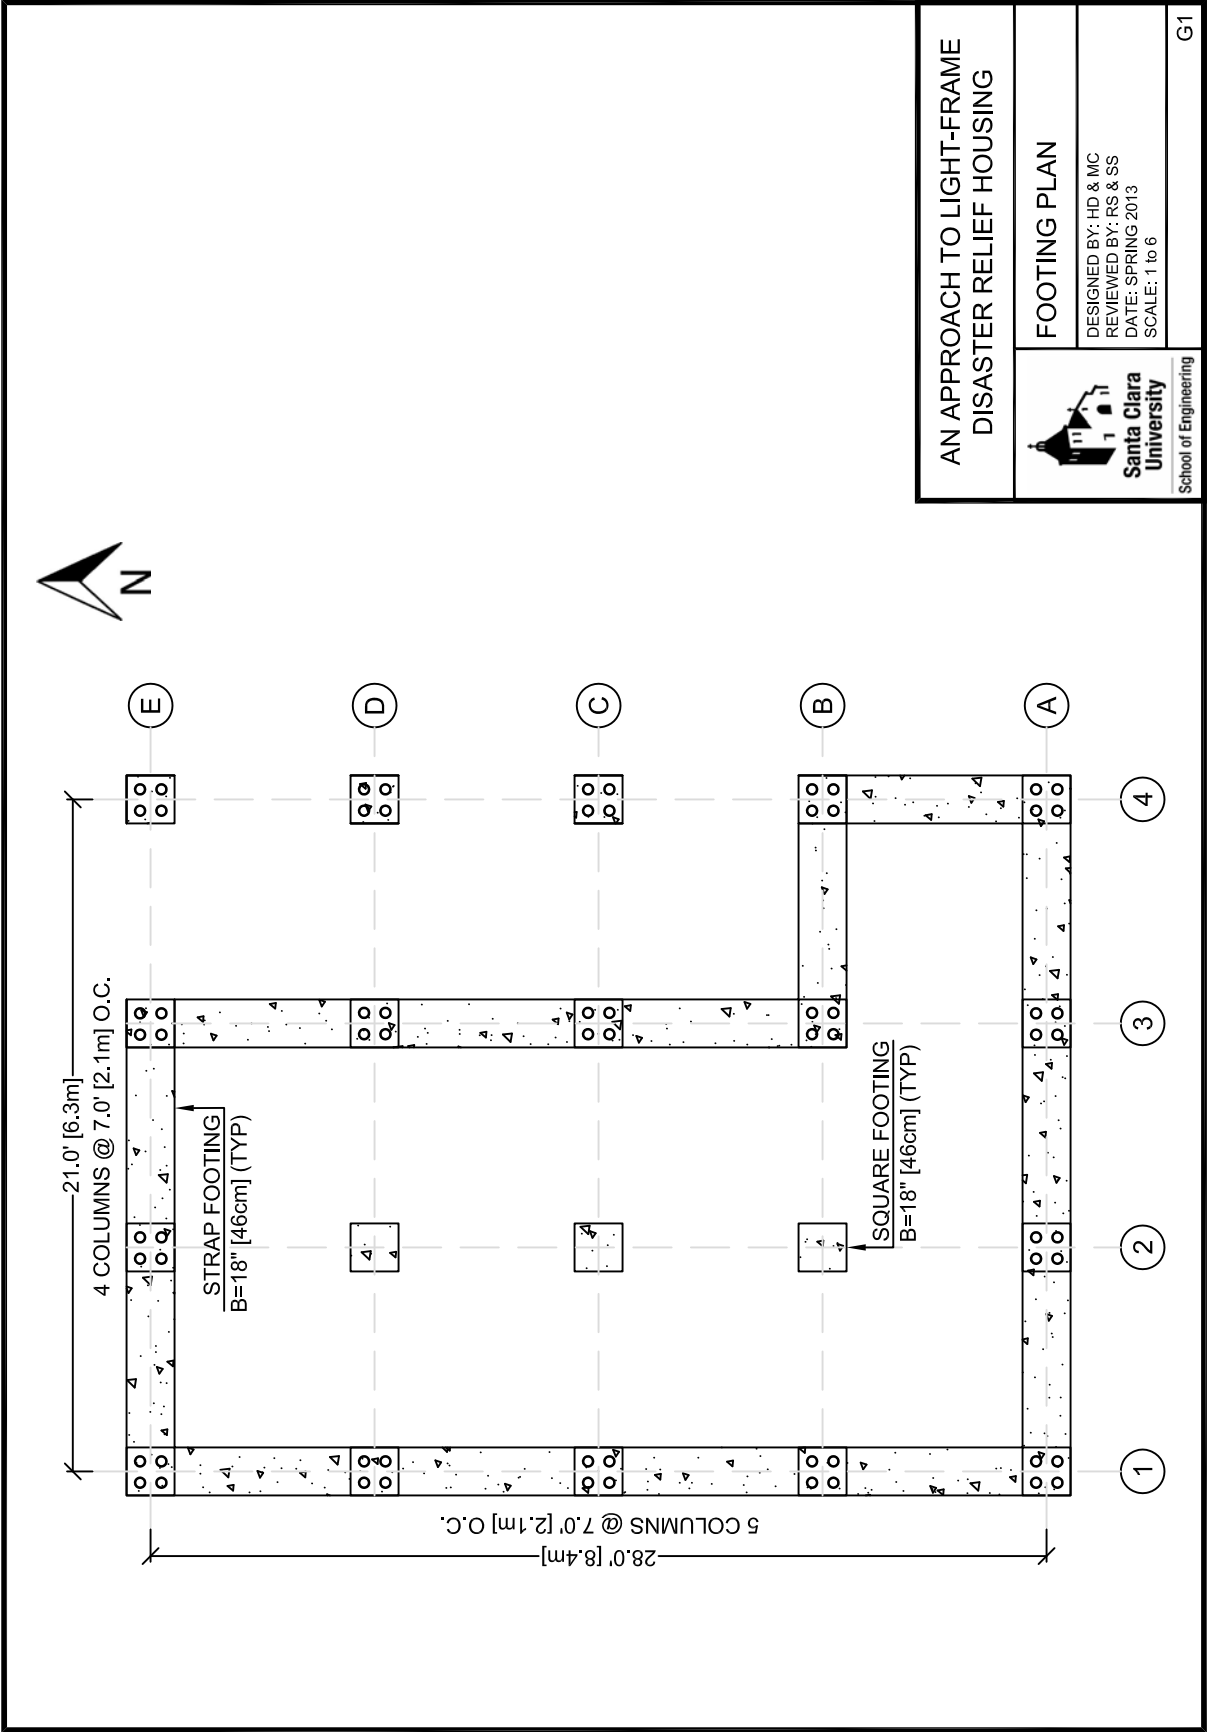 21.0' [6.3m]
4 COLUMNS @ 7.0' [2.1m] O.C.
28.0' [8.4m]
5 COLUMNS @ 7.0' [2.1m] O.C.
STRAP FOOTING
B=18" [46cm] (TYP)
SQUARE FOOTING
B=18" [46cm] (TYP)
E
D
C
B
A
1
2
3
4
N
AN APPROACH TO LIGHT-FRAME
DISASTER RELIEF HOUSING
FOOTING PLAN
DESIGNED BY: HD & MC
REVIEWED BY: RS & SS
DATE: SPRING 2013
SCALE: 1 to 6
Santa Clara
University
School of Engineering
G1